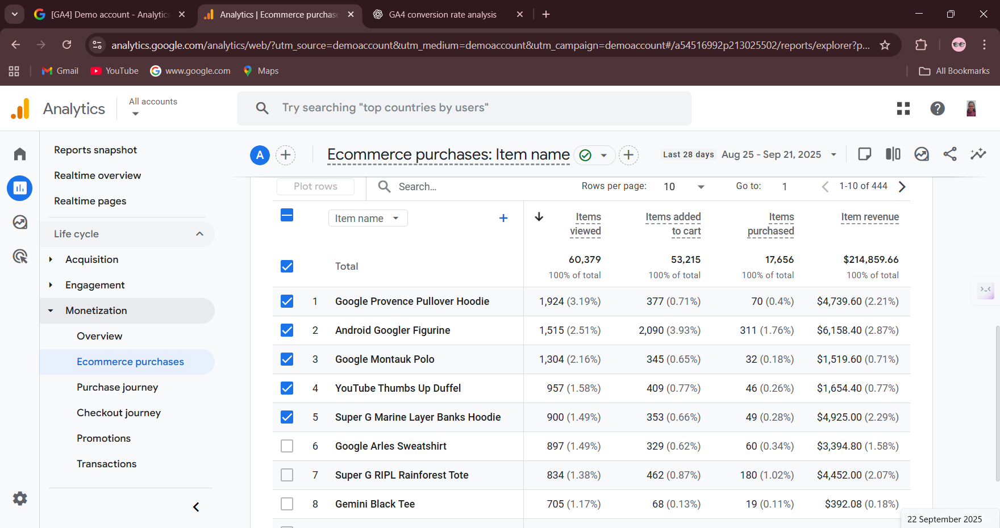 [GA4] Demo account - Analytics
Analytics | Ecommerce purchase
GA4 conversion rate analysis
analytics.google.com/analytics/web/?utm_source=demoaccount&utm_medium=demoaccount&utm_campaign=demoaccount#/a54516992p213025502/reports/explorer?p...
Gmail YouTube www.google.com Maps All Bookmarks
Analytics
All accounts
Try searching "top countries by users"
Reports snapshot
Realtime overview
Realtime pages
Life cycle
Acquisition
Engagement
Monetization
Overview
Ecommerce purchases
Purchase journey
Checkout journey
Promotions
Transactions
A
Ecommerce purchases: Item name
Last 28 days Aug 25 - Sep 21, 2025
Plot rows Search... Rows per page: 10 Go to: 1 1-10 of 444
Item name
Items viewed
Items added to cart
Items purchased
Item revenue
Total 60,379 53,215 17,656 $214,859.66
100% of total 100% of total 100% of total 100% of total
1 Google Provence Pullover Hoodie 1,924 (3.19%) 377 (0.71%) 70 (0.4%) $4,739.60 (2.21%)
2 Android Googler Figurine 1,515 (2.51%) 2,090 (3.93%) 311 (1.76%) $6,158.40 (2.87%)
3 Google Montauk Polo 1,304 (2.16%) 345 (0.65%) 32 (0.18%) $1,519.60 (0.71%)
4 YouTube Thumbs Up Duffel 957 (1.58%) 409 (0.77%) 46 (0.26%) $1,654.40 (0.77%)
5 Super G Marine Layer Banks Hoodie 900 (1.49%) 353 (0.66%) 49 (0.28%) $4,925.00 (2.29%)
6 Google Arles Sweatshirt 897 (1.49%) 329 (0.62%) 60 (0.34%) $3,394.80 (1.58%)
7 Super G RIPL Rainforest Tote 834 (1.38%) 462 (0.87%) 180 (1.02%) $4,452.00 (2.07%)
8 Gemini Black Tee 705 (1.17%) 68 (0.13%) 19 (0.11%) $392.08 (0.18%)
22 September 2025